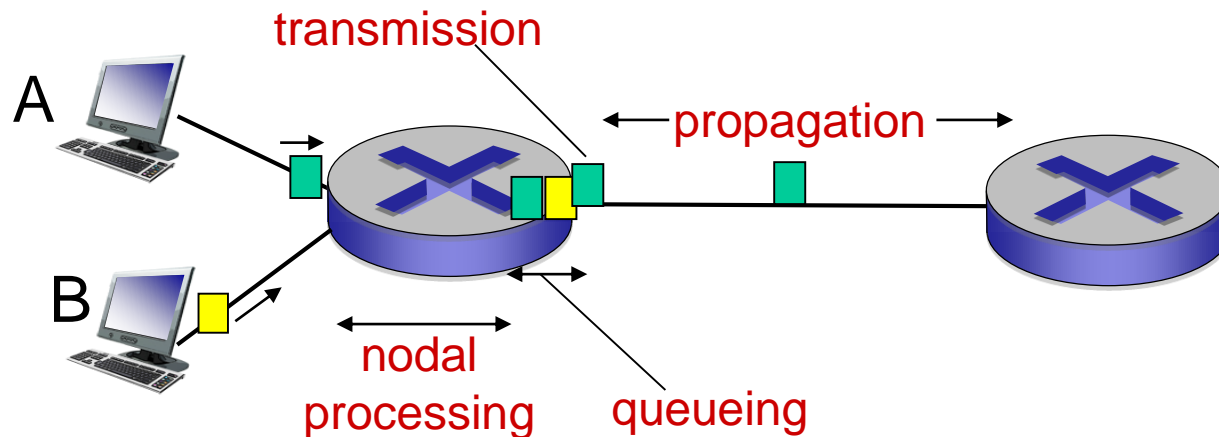 transmission
A
propagation
B
nodal
processing
queueing